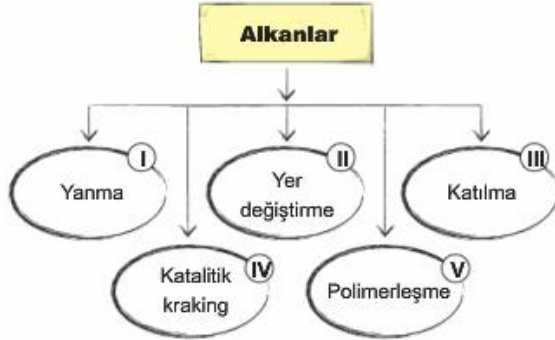 Alkanlar
I
Yanma
II
Yer
değiştirme
III
Katılma
IV
Katalitik
kraking
V
Polimerleşme